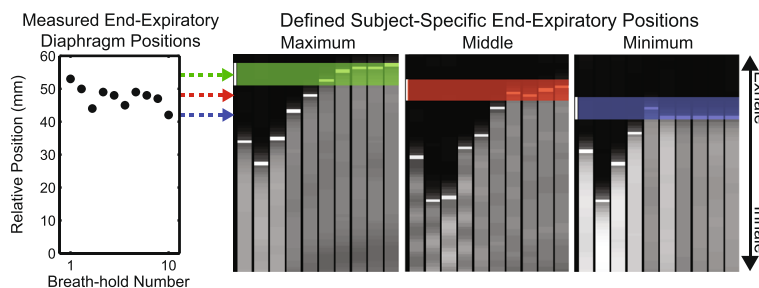 Measured End-Expiratory
Diaphragm Positions
Defined Subject-Specific End-Expiratory Positions
Maximum
Middle
Minimum
Relative Position (mm)
60
50
40
30
20
10
0
1
10
Breath-hold Number
Exhale
Inhale